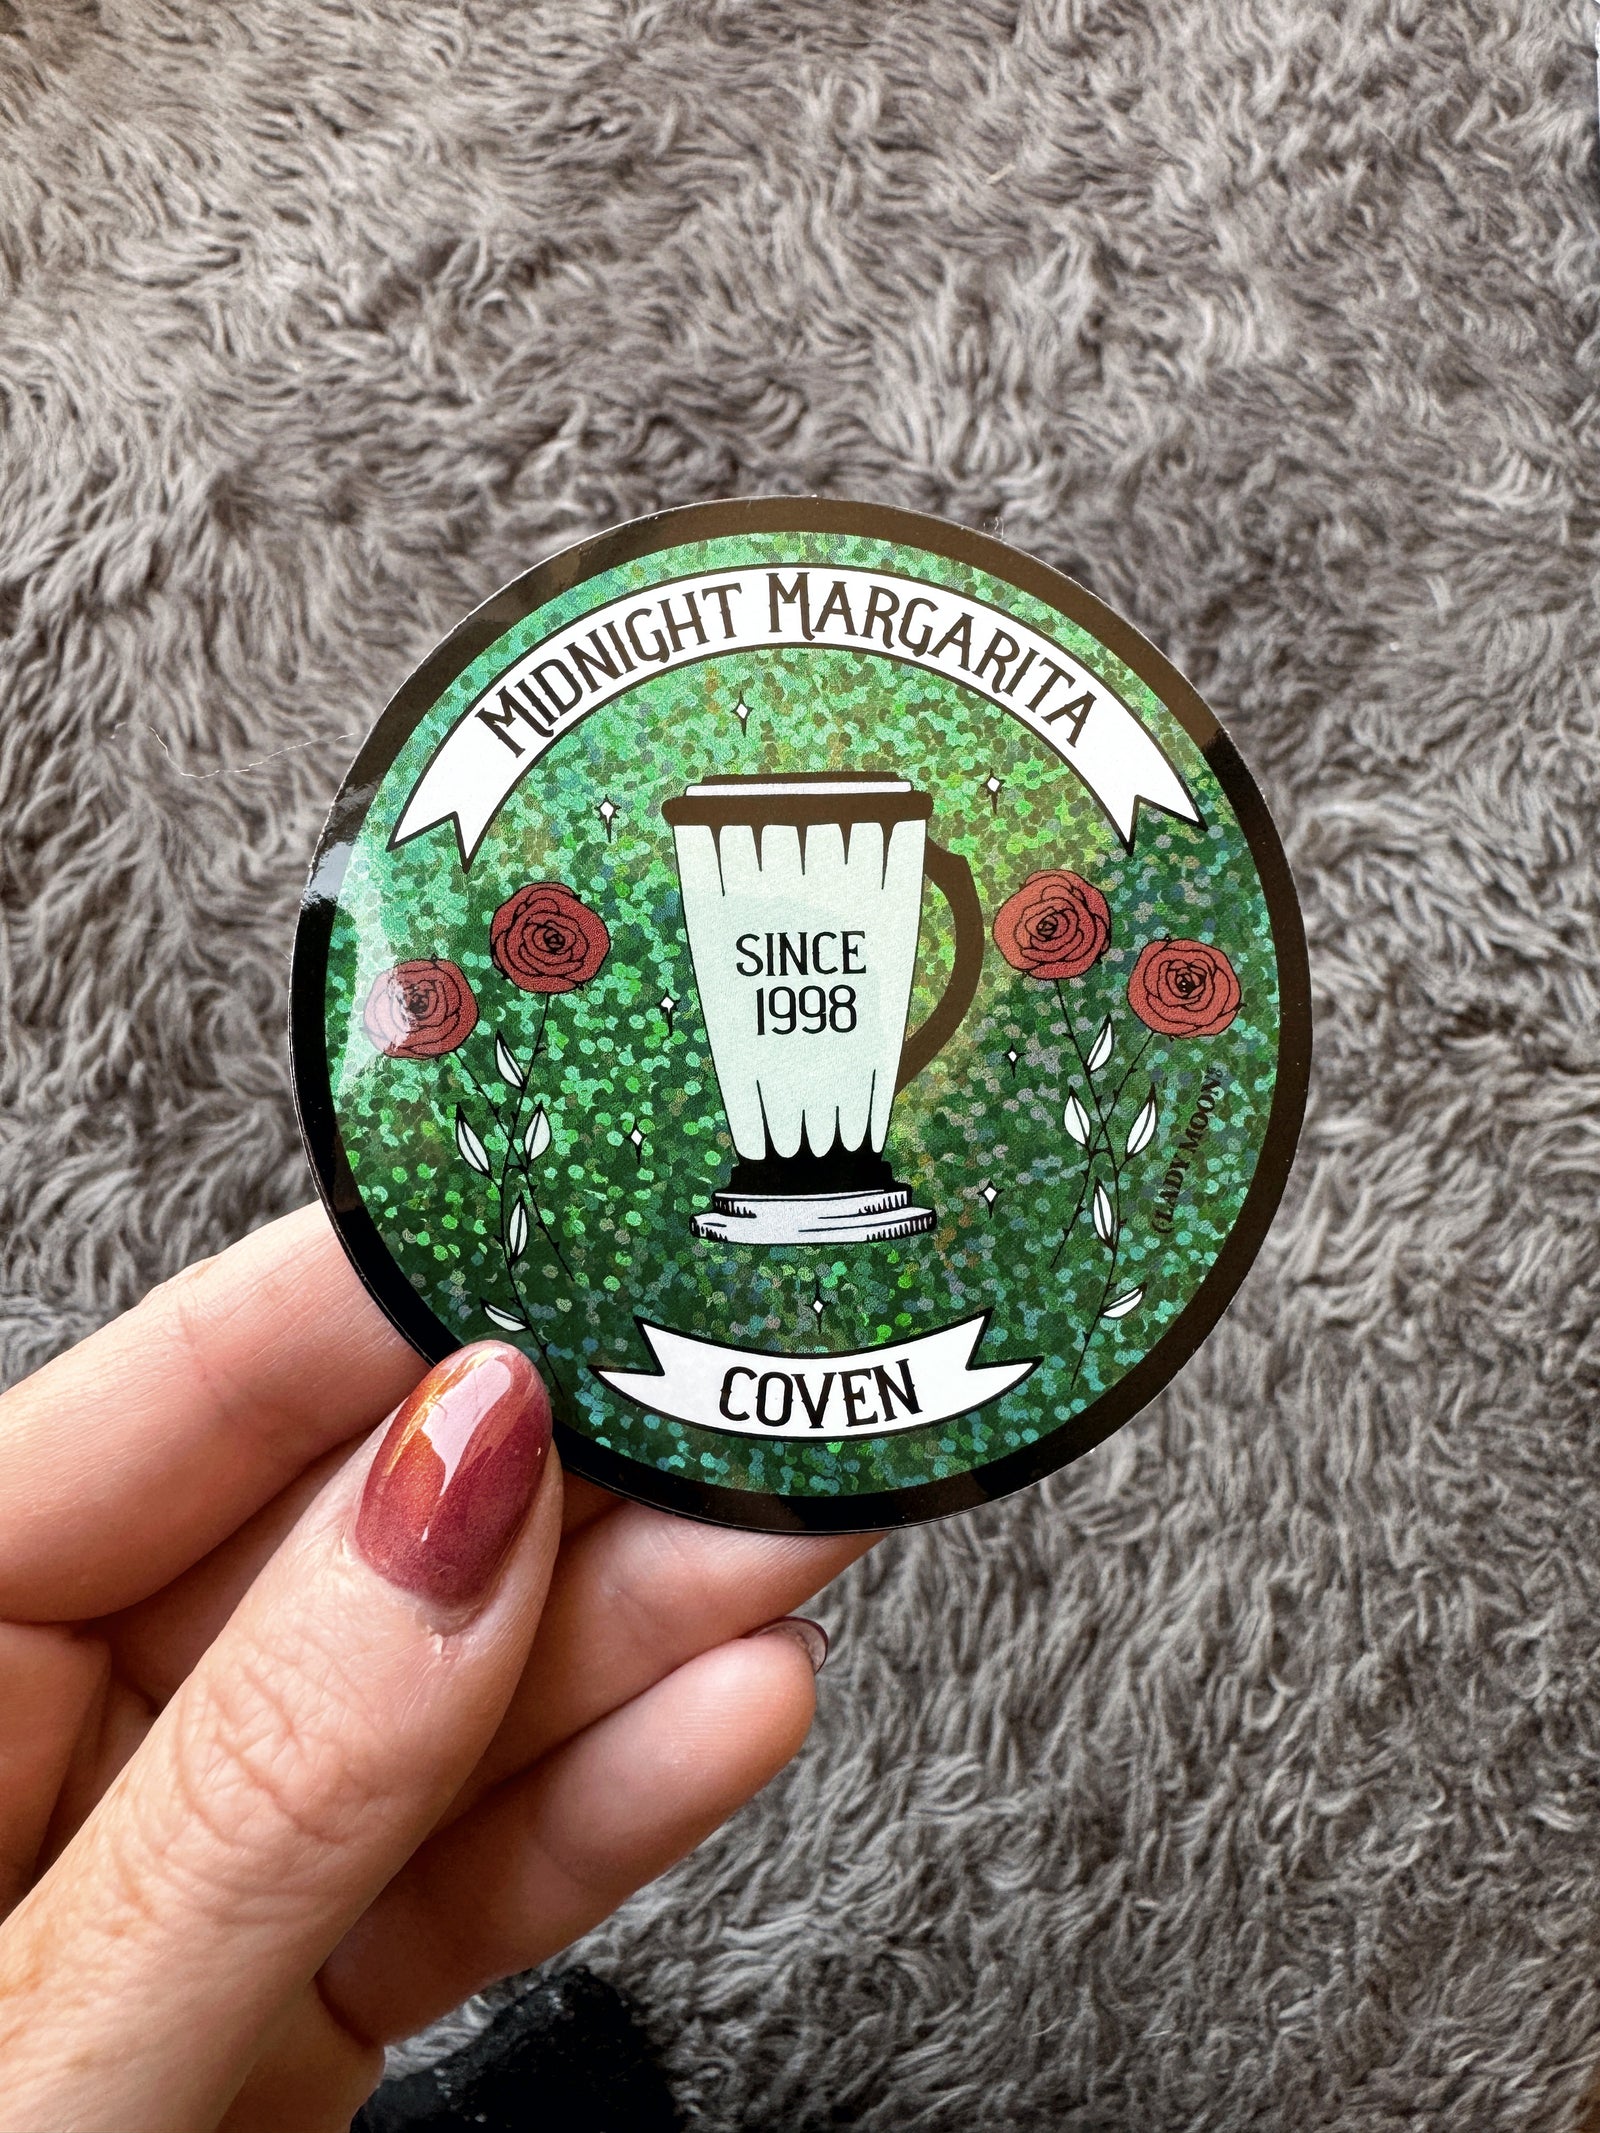 MIDNIGHT MARGARITA
SINCE
1998
(LADY MOON)
COVEN